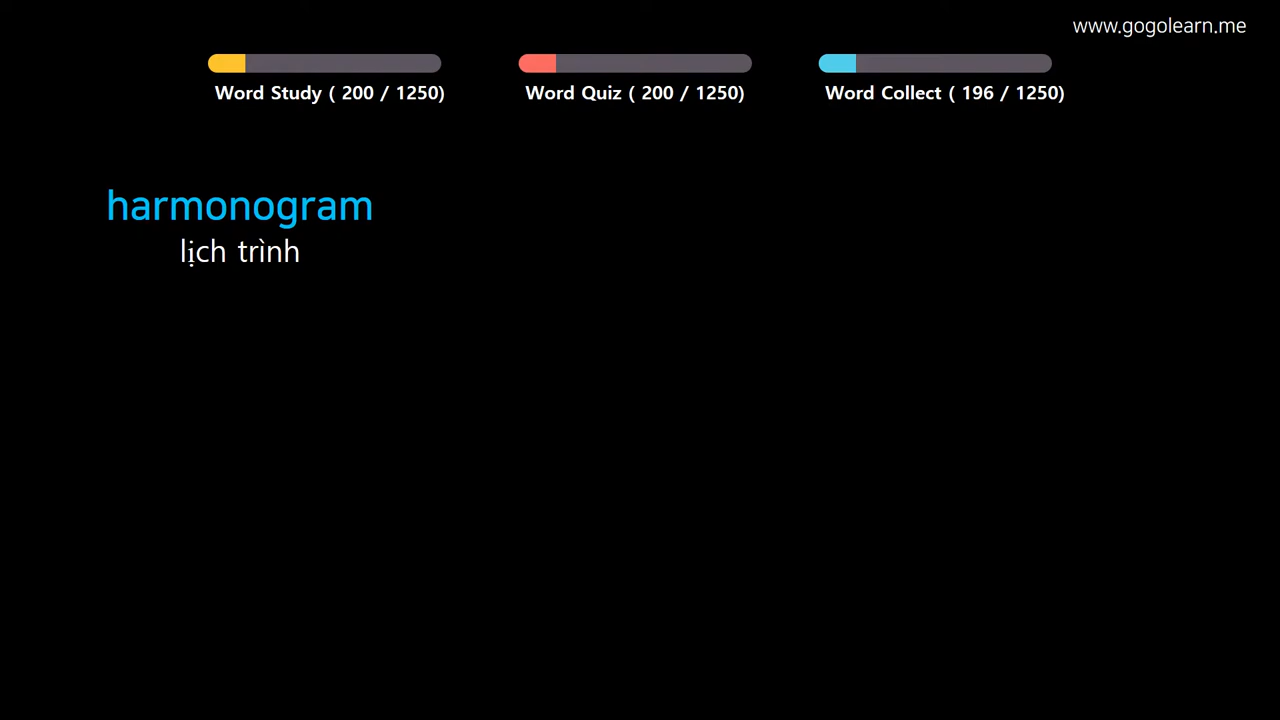 www.gogolearn.me
Word Study ( 200 / 1250)
Word Quiz ( 200 / 1250)
Word Collect ( 196 / 1250)
harmonogram
lịch trình